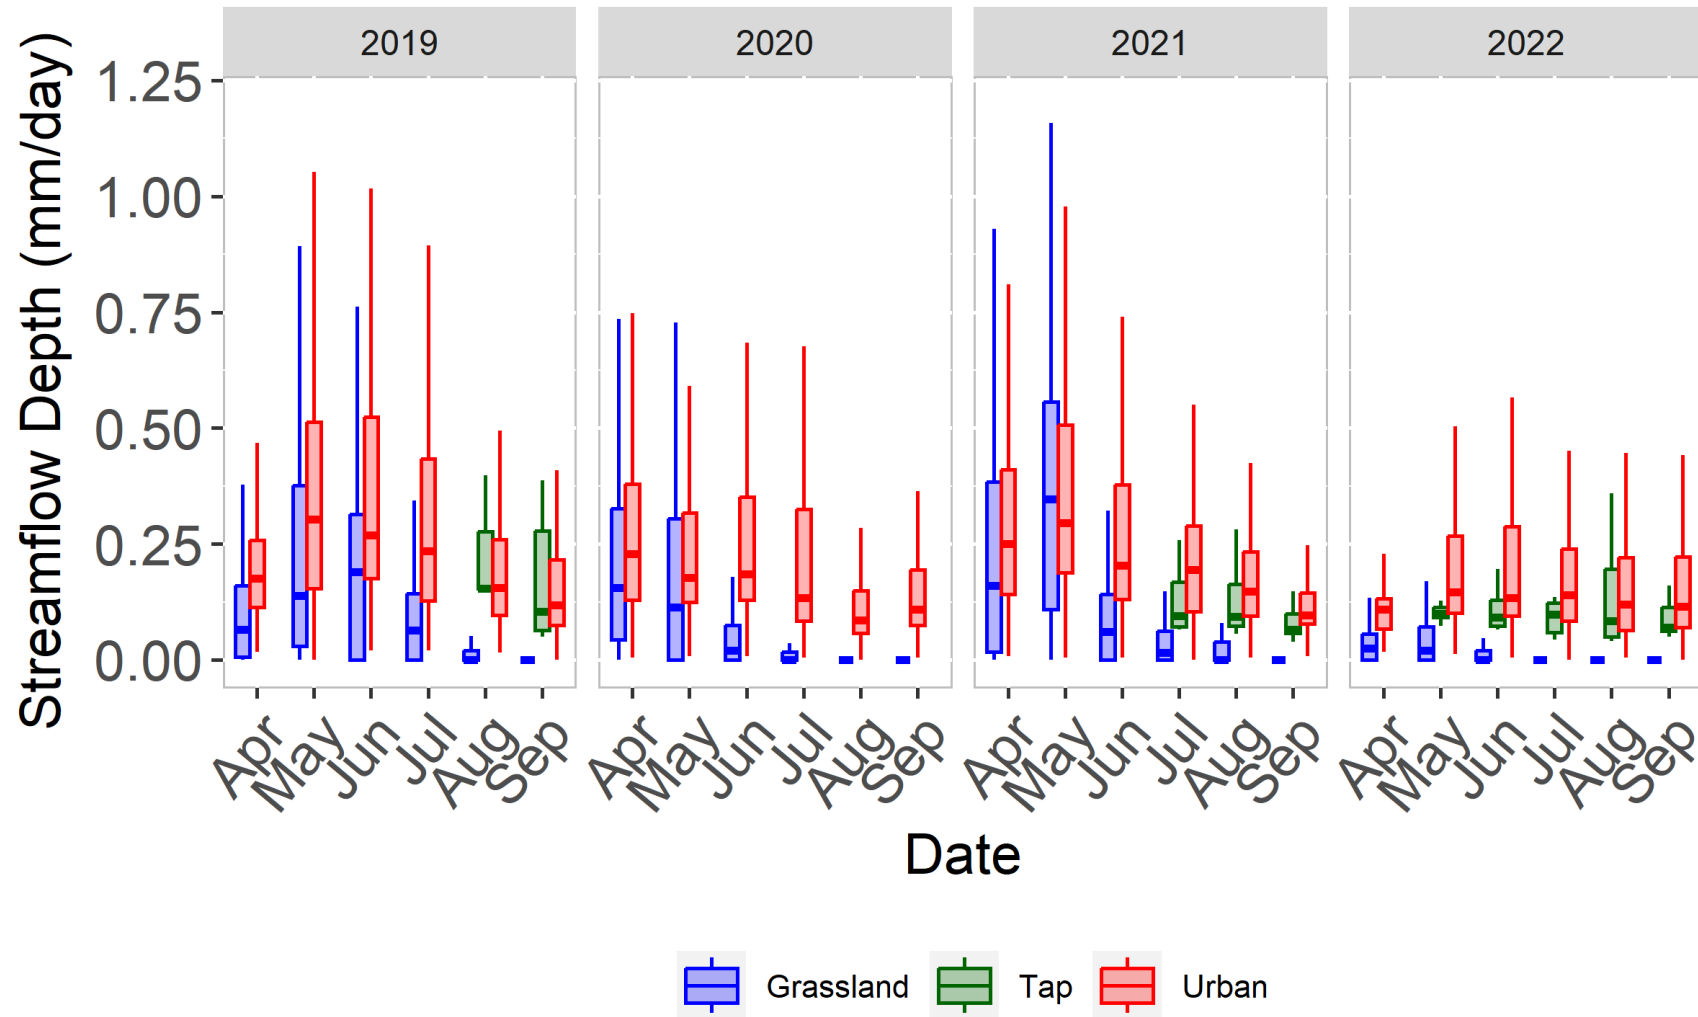 2019 2020 2021 2022
Streamflow Depth (mm/day)
1.25
1.00
0.75
0.50
0.25
0.00
Apr May Jun Jul Aug Sep Apr May Jun Jul Aug Sep Apr May Jun Jul Aug Sep Apr May Jun Jul Aug Sep
Date
Grassland Tap Urban